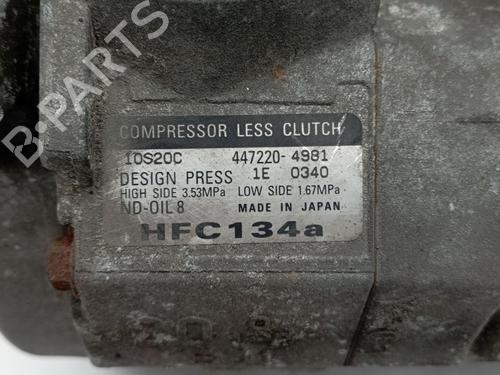 COMPRESSOR LESS CLUTCH
10S20C 447220-4981
DESIGN PRESS 1E 0340
HIGH SIDE 3.53MPa LOW SIDE 1.67MPa
ND-OIL 8 MADE IN JAPAN
HFC134a